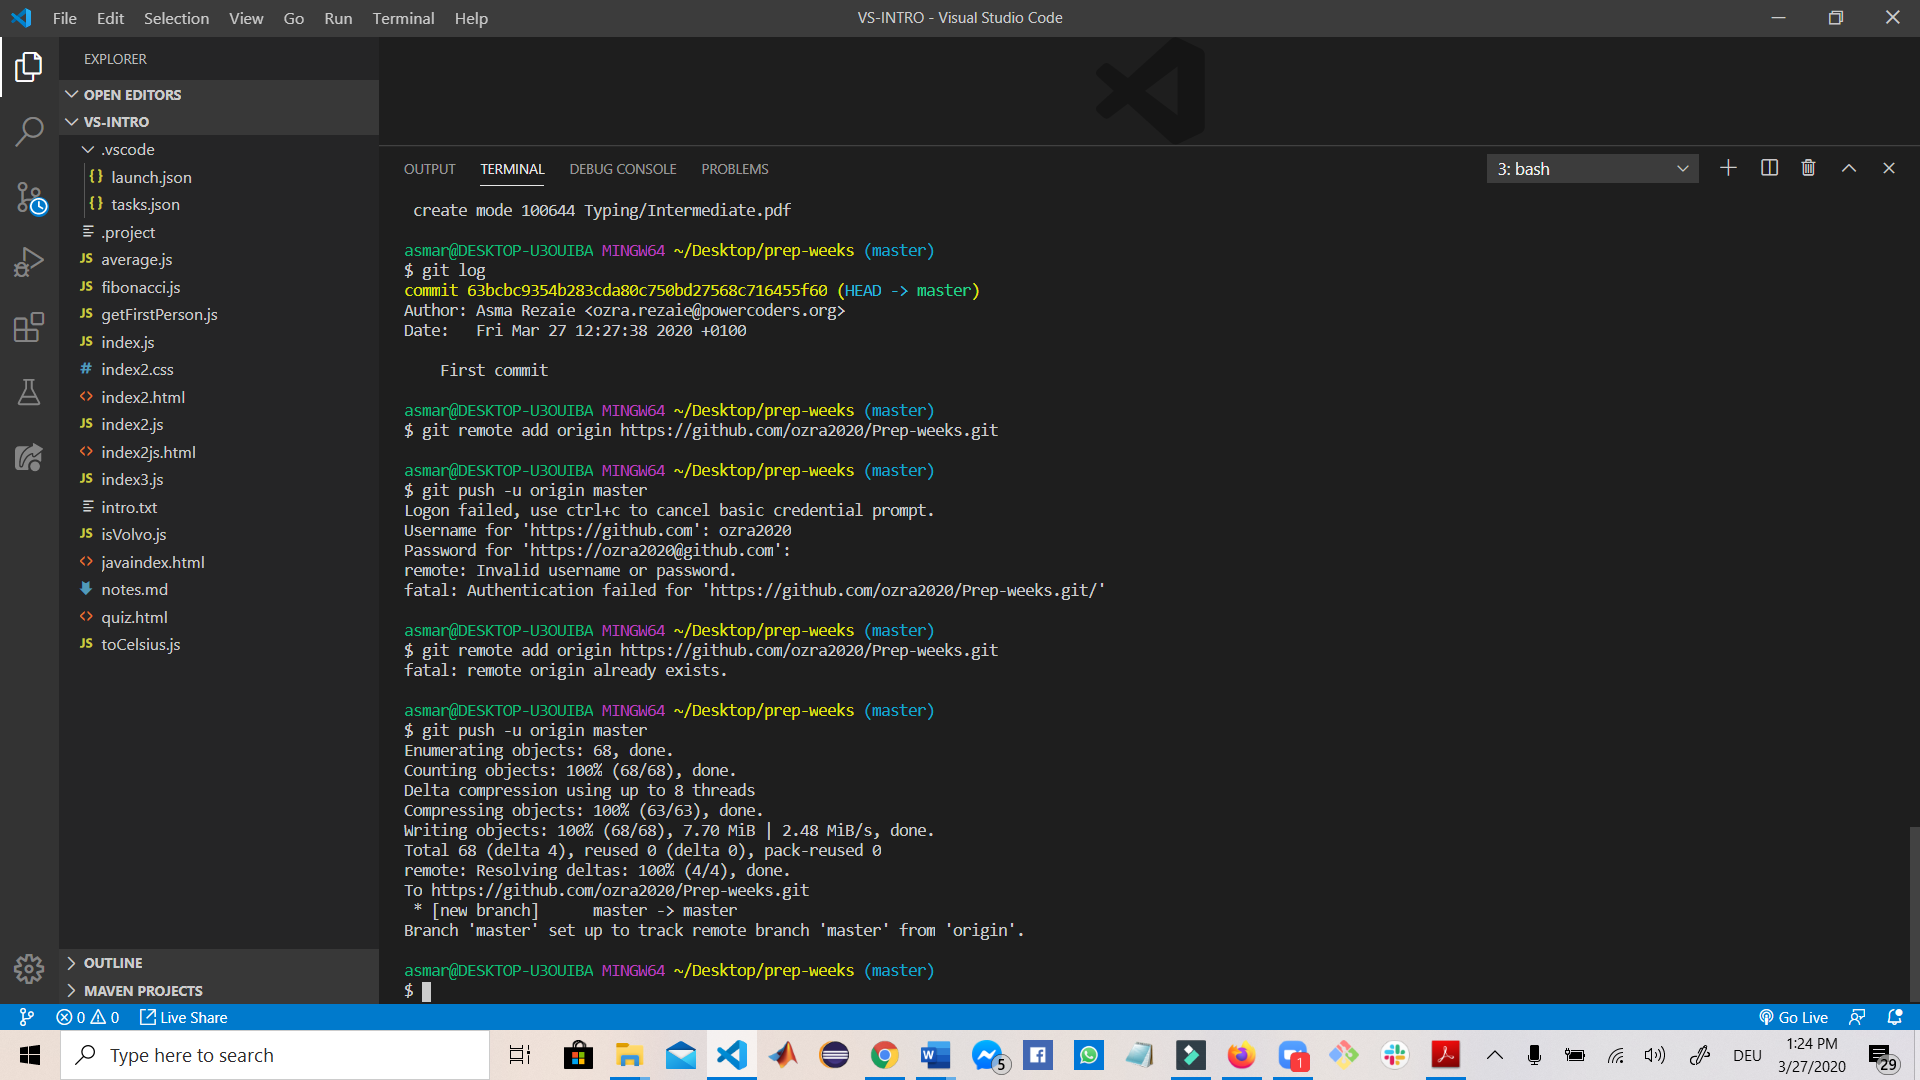 File Edit Selection View Go Run Terminal Help
VS-INTRO - Visual Studio Code
EXPLORER
OPEN EDITORS
VS-INTRO
.vscode
{} launch.json
{} tasks.json
.project
JS average.js
JS fibonacci.js
JS getFirstPerson.js
JS index.js
# index2.css
<> index2.html
JS index2.js
<> index2js.html
JS index3.js
intro.txt
JS isVolvo.js
<> javaindex.html
notes.md
<> quiz.html
JS toCelsius.js
OUTLINE
MAVEN PROJECTS
OUTPUT TERMINAL DEBUG CONSOLE PROBLEMS
3: bash
create mode 100644 Typing/Intermediate.pdf
asmar@DESKTOP-U3OUIBA MINGW64 ~/Desktop/prep-weeks (master)
$ git log
commit 63bcbc9354b283cda80c750bd27568c716455f60 (HEAD -> master)
Author: Asma Rezaie <ozra.rezaie@powercoders.org>
Date:   Fri Mar 27 12:27:38 2020 +0100
First commit
asmar@DESKTOP-U3OUIBA MINGW64 ~/Desktop/prep-weeks (master)
$ git remote add origin https://github.com/ozra2020/Prep-weeks.git
asmar@DESKTOP-U3OUIBA MINGW64 ~/Desktop/prep-weeks (master)
$ git push -u origin master
Logon failed, use ctrl+c to cancel basic credential prompt.
Username for 'https://github.com': ozra2020
Password for 'https://ozra2020@github.com':
remote: Invalid username or password.
fatal: Authentication failed for 'https://github.com/ozra2020/Prep-weeks.git/'
asmar@DESKTOP-U3OUIBA MINGW64 ~/Desktop/prep-weeks (master)
$ git remote add origin https://github.com/ozra2020/Prep-weeks.git
fatal: remote origin already exists.
asmar@DESKTOP-U3OUIBA MINGW64 ~/Desktop/prep-weeks (master)
$ git push -u origin master
Enumerating objects: 68, done.
Counting objects: 100% (68/68), done.
Delta compression using up to 8 threads
Compressing objects: 100% (63/63), done.
Writing objects: 100% (68/68), 7.70 MiB | 2.48 MiB/s, done.
Total 68 (delta 4), reused 0 (delta 0), pack-reused 0
remote: Resolving deltas: 100% (4/4), done.
To https://github.com/ozra2020/Prep-weeks.git
* [new branch]      master -> master
Branch 'master' set up to track remote branch 'master' from 'origin'.
asmar@DESKTOP-U3OUIBA MINGW64 ~/Desktop/prep-weeks (master)
$
0 0 Live Share
Go Live
Type here to search
5
1
DEU
1:24 PM
3/27/2020
29